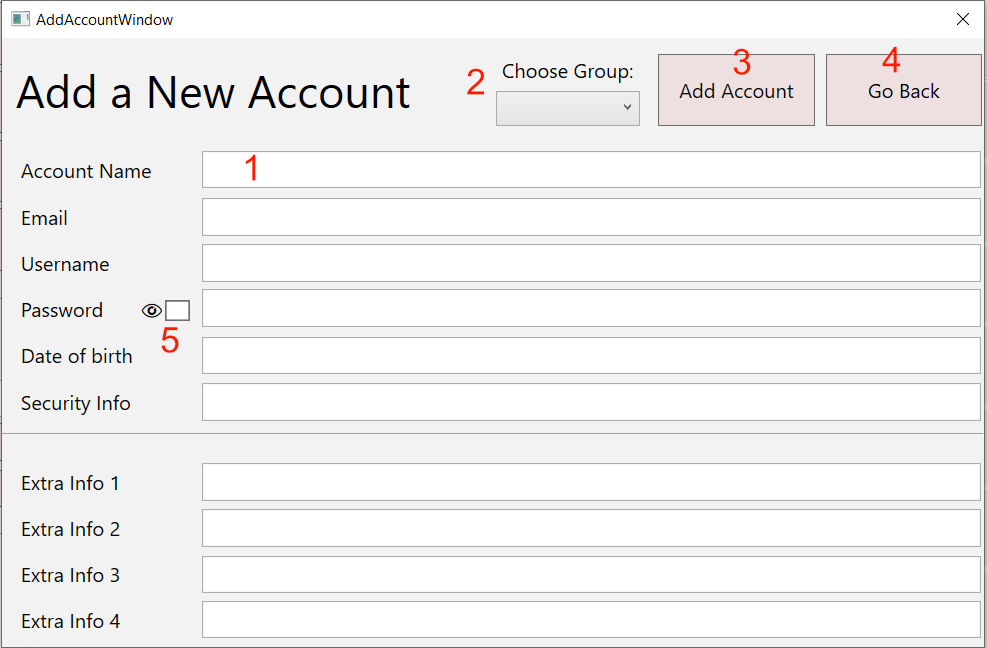 AddAccountWindow
Add a New Account
2 Choose Group:
3
Add Account
4
Go Back
Account Name 1
Email
Username
Password
5
Date of birth
Security Info
Extra Info 1
Extra Info 2
Extra Info 3
Extra Info 4